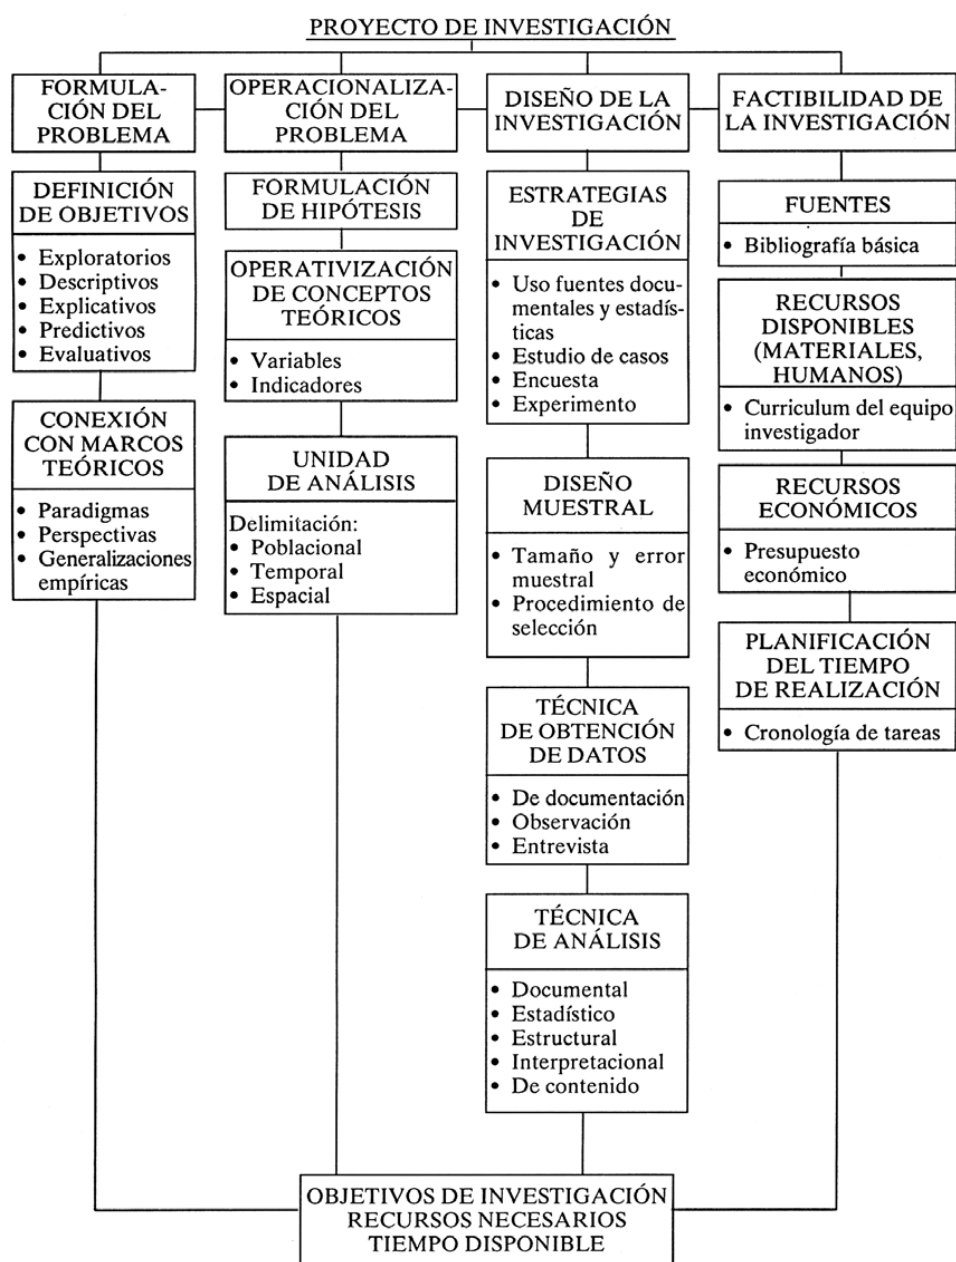 PROYECTO DE INVESTIGACIÓN
FORMULA-
CIÓN DEL
PROBLEMA
DEFINICIÓN
DE OBJETIVOS
• Exploratorios
• Descriptivos
• Explicativos
• Predictivos
• Evaluativos
CONEXIÓN
CON MARCOS
TEÓRICOS
• Paradigmas
• Perspectivas
• Generalizaciones
empíricas
OPERACIONALIZA-
CIÓN DEL
PROBLEMA
FORMULACIÓN
DE HIPÓTESIS
OPERATIVIZACIÓN
DE CONCEPTOS
TEÓRICOS
• Variables
• Indicadores
UNIDAD
DE ANÁLISIS
Delimitación:
• Poblacional
• Temporal
• Espacial
DISEÑO DE LA
INVESTIGACIÓN
ESTRATEGIAS
DE
INVESTIGACIÓN
• Uso fuentes docu-
mentales y estadís-
ticas
• Estudio de casos
• Encuesta
• Experimento
DISEÑO
MUESTRAL
• Tamaño y error
muestral
• Procedimiento de
selección
TÉCNICA
DE OBTENCIÓN
DE DATOS
• De documentación
• Observación
• Entrevista
TÉCNICA
DE ANÁLISIS
• Documental
• Estadístico
• Estructural
• Interpretacional
• De contenido
FACTIBILIDAD DE
LA INVESTIGACIÓN
FUENTES
• Bibliografía básica
RECURSOS
DISPONIBLES
(MATERIALES,
HUMANOS)
• Curriculum del equipo
investigador
RECURSOS
ECONÓMICOS
• Presupuesto
económico
PLANIFICACIÓN
DEL TIEMPO
DE REALIZACIÓN
• Cronología de tareas
OBJETIVOS DE INVESTIGACIÓN
RECURSOS NECESARIOS
TIEMPO DISPONIBLE